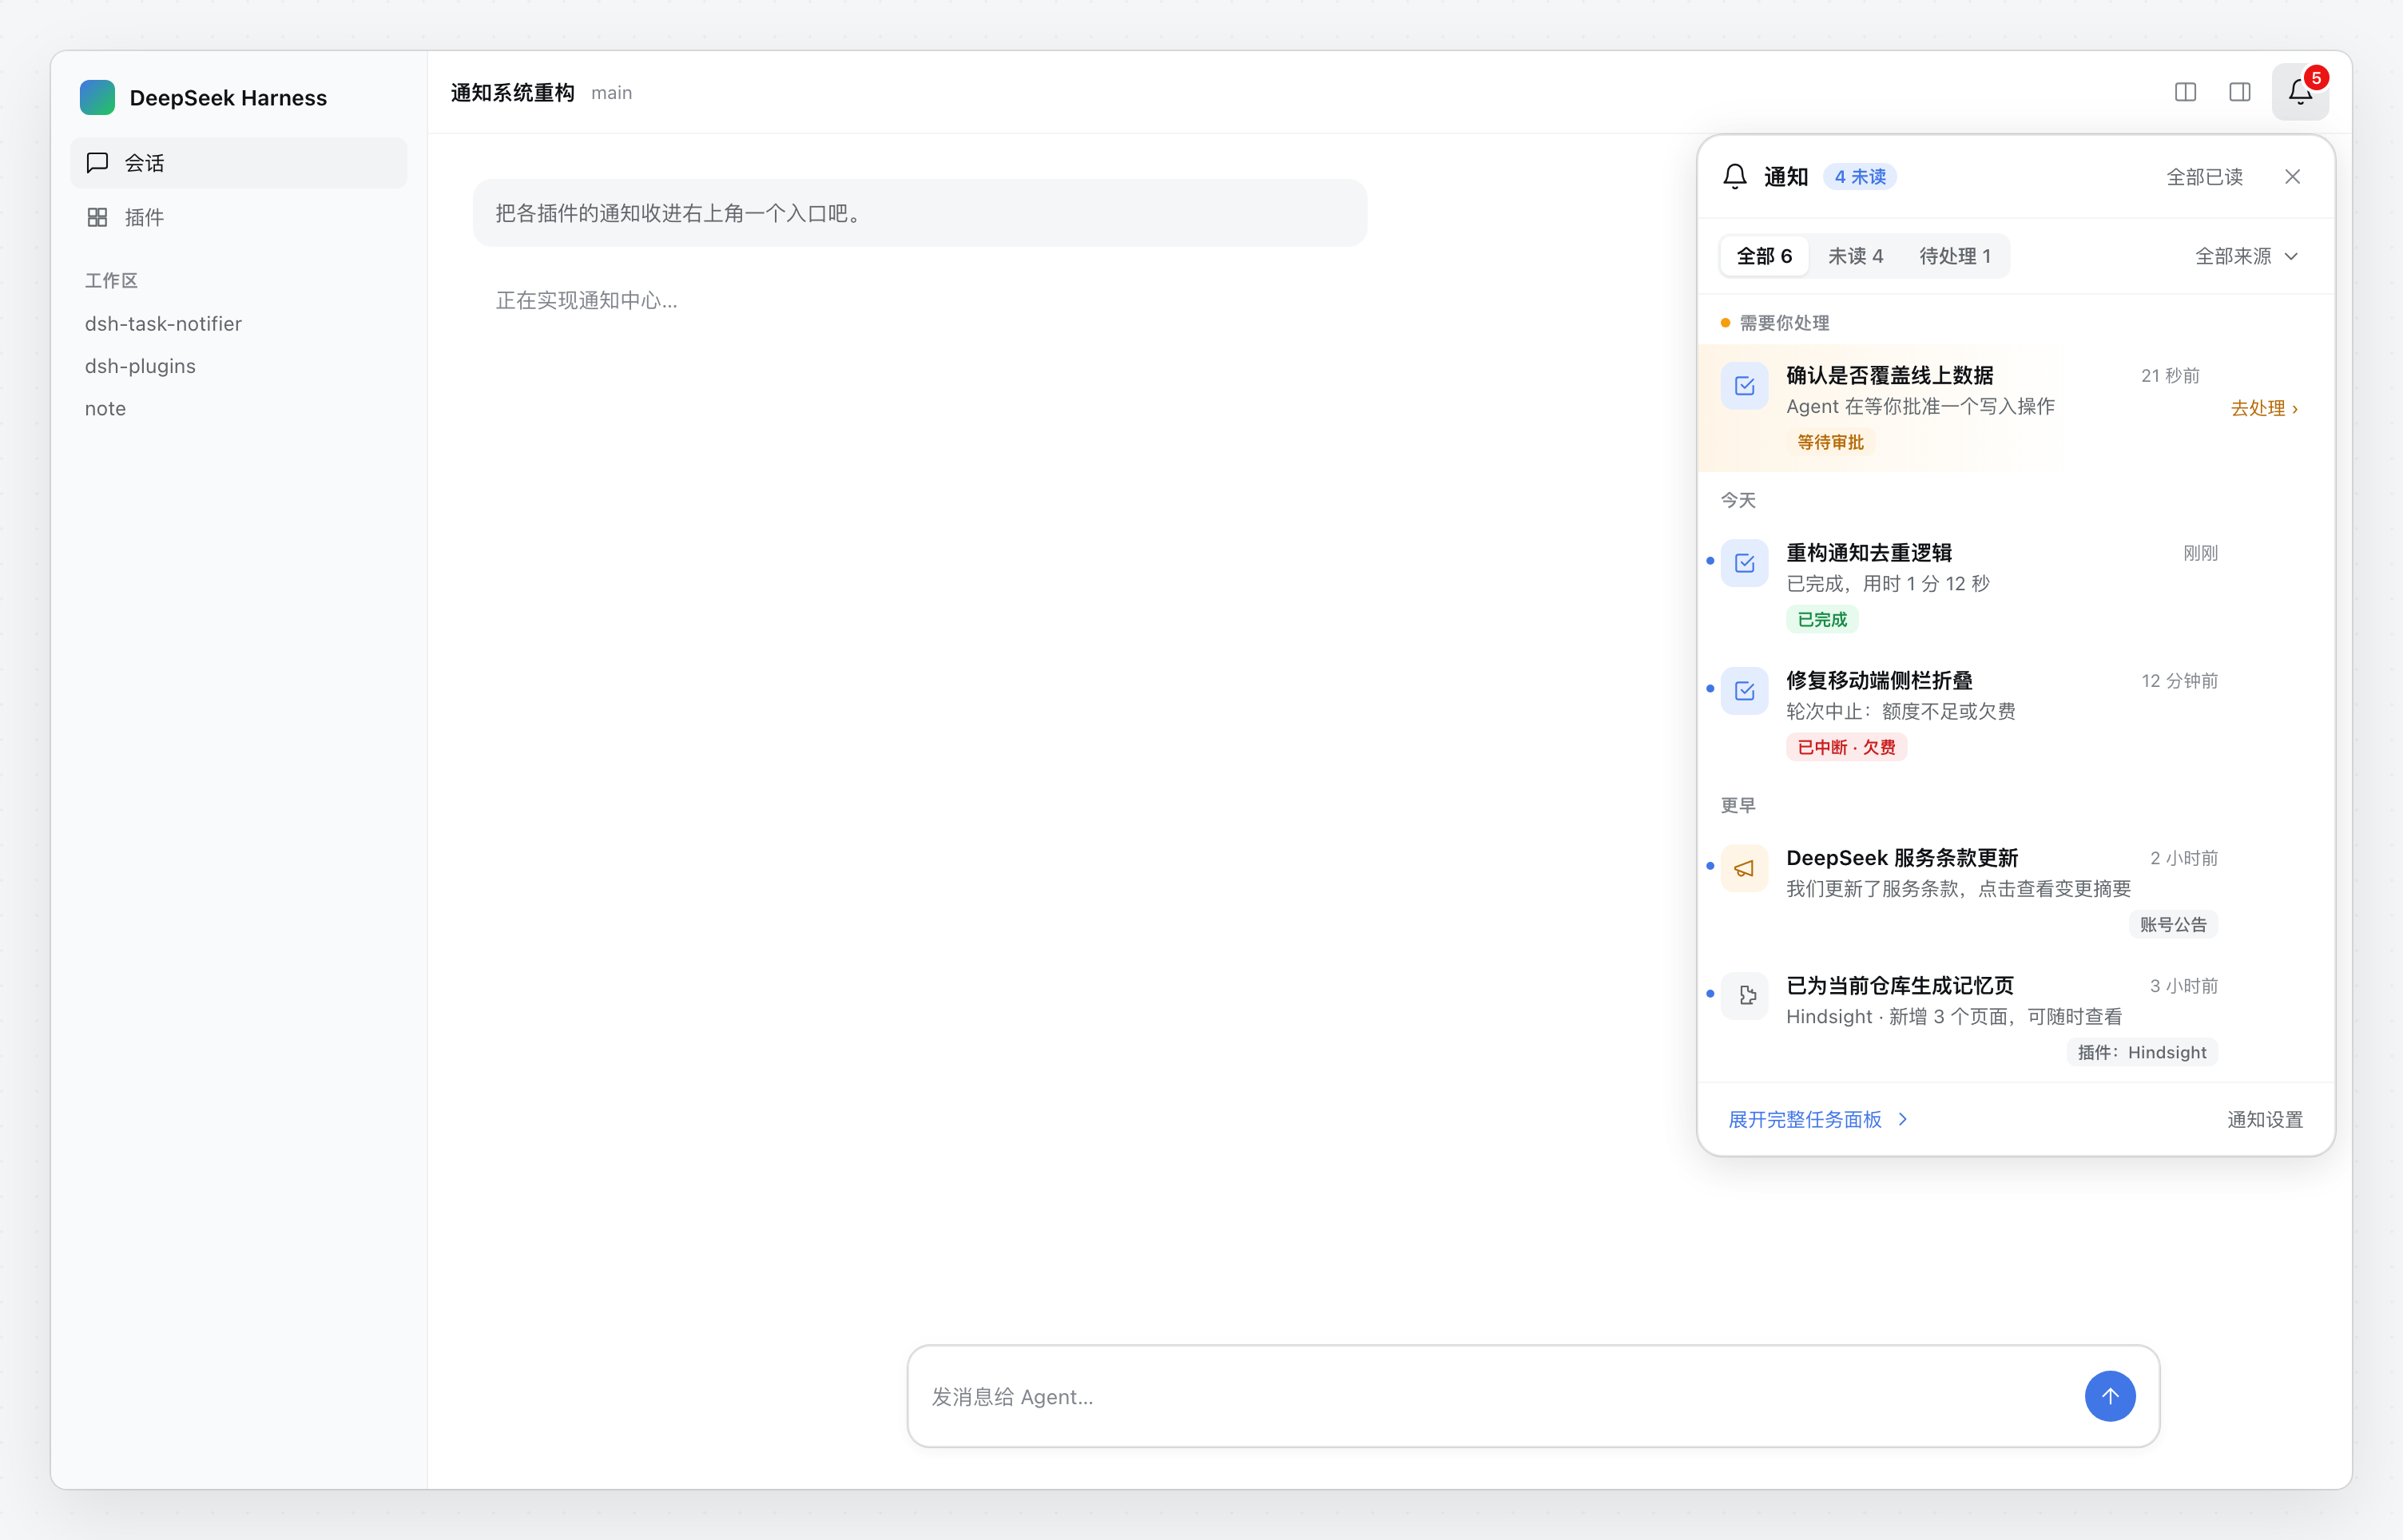 DeepSeek Harness
会话
插件
工作区
dsh-task-notifier
dsh-plugins
note
通知系统重构 main
5
把各插件的通知收进右上角一个入口吧。
正在实现通知中心...
通知 4 未读 全部已读
全部 6 未读 4 待处理 1 全部来源
需要你处理
确认是否覆盖线上数据 21 秒前
Agent 在等你批准一个写入操作 去处理 ›
等待审批
今天
重构通知去重逻辑 刚刚
已完成，用时 1 分 12 秒
已完成
修复移动端侧栏折叠 12 分钟前
轮次中止：额度不足或欠费
已中断 · 欠费
更早
DeepSeek 服务条款更新 2 小时前
我们更新了服务条款，点击查看变更摘要
账号公告
已为当前仓库生成记忆页 3 小时前
Hindsight · 新增 3 个页面，可随时查看
插件：Hindsight
展开完整任务面板 通知设置
发消息给 Agent...